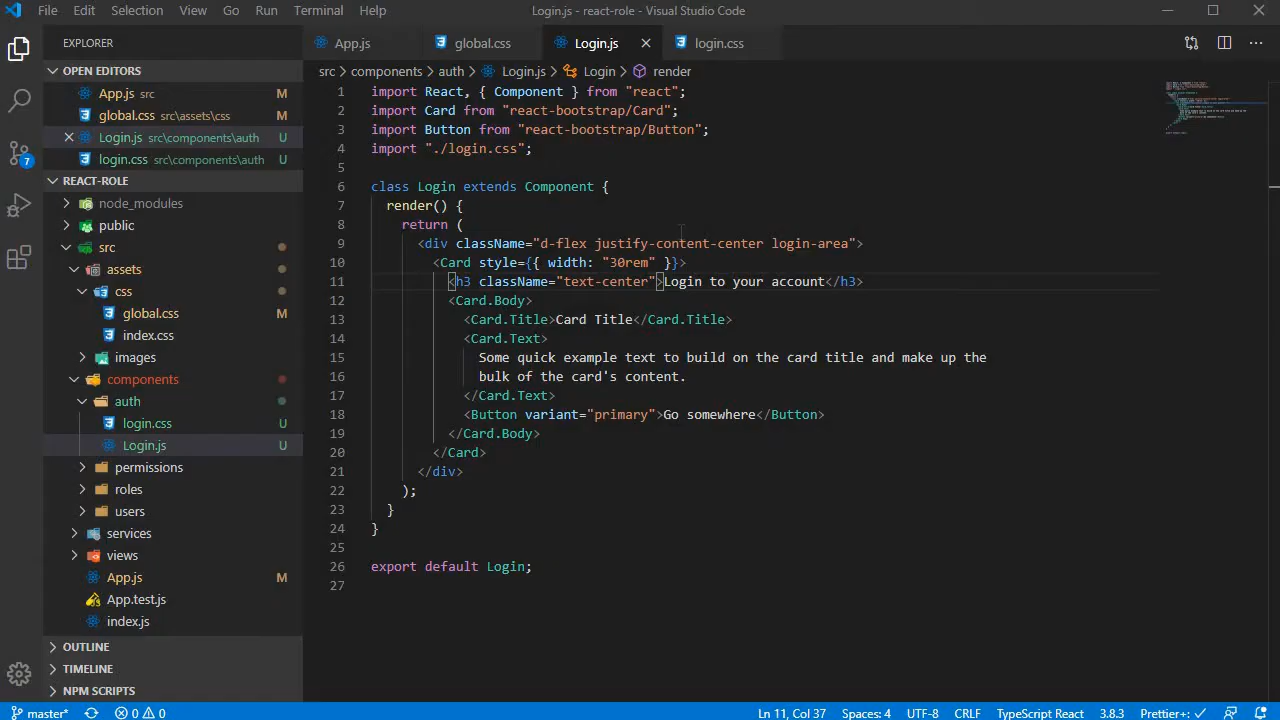 File Edit Selection View Go Run Terminal Help Login.js - react-role - Visual Studio Code
EXPLORER
App.js global.css Login.js login.css
OPEN EDITORS
App.js src M
global.css src\assets\css M
Login.js src\components\auth U
login.css src\components\auth U
REACT-ROLE
node_modules
public
src
assets
css
global.css M
index.css
images
components
auth
login.css U
Login.js U
permissions
roles
users
services
views
App.js M
App.test.js
index.js
OUTLINE
TIMELINE
NPM SCRIPTS
7
src components auth Login.js Login render
1 import React, { Component } from "react";
2 import Card from "react-bootstrap/Card";
3 import Button from "react-bootstrap/Button";
4 import "./login.css";
5
6 class Login extends Component {
7 render() {
8 return (
9 <div className="d-flex justify-content-center login-area">
10 <Card style={{ width: "30rem" }}>
11 <h3 className="text-center">Login to your account</h3>
12 <Card.Body>
13 <Card.Title>Card Title</Card.Title>
14 <Card.Text>
15 Some quick example text to build on the card title and make up the
16 bulk of the card's content.
17 </Card.Text>
18 <Button variant="primary">Go somewhere</Button>
19 </Card.Body>
20 </Card>
21 </div>
22 );
23 }
24 }
25
26 export default Login;
27
master* 0 0 Ln 11, Col 37 Spaces: 4 UTF-8 CRLF TypeScript React 3.8.3 Prettier+: